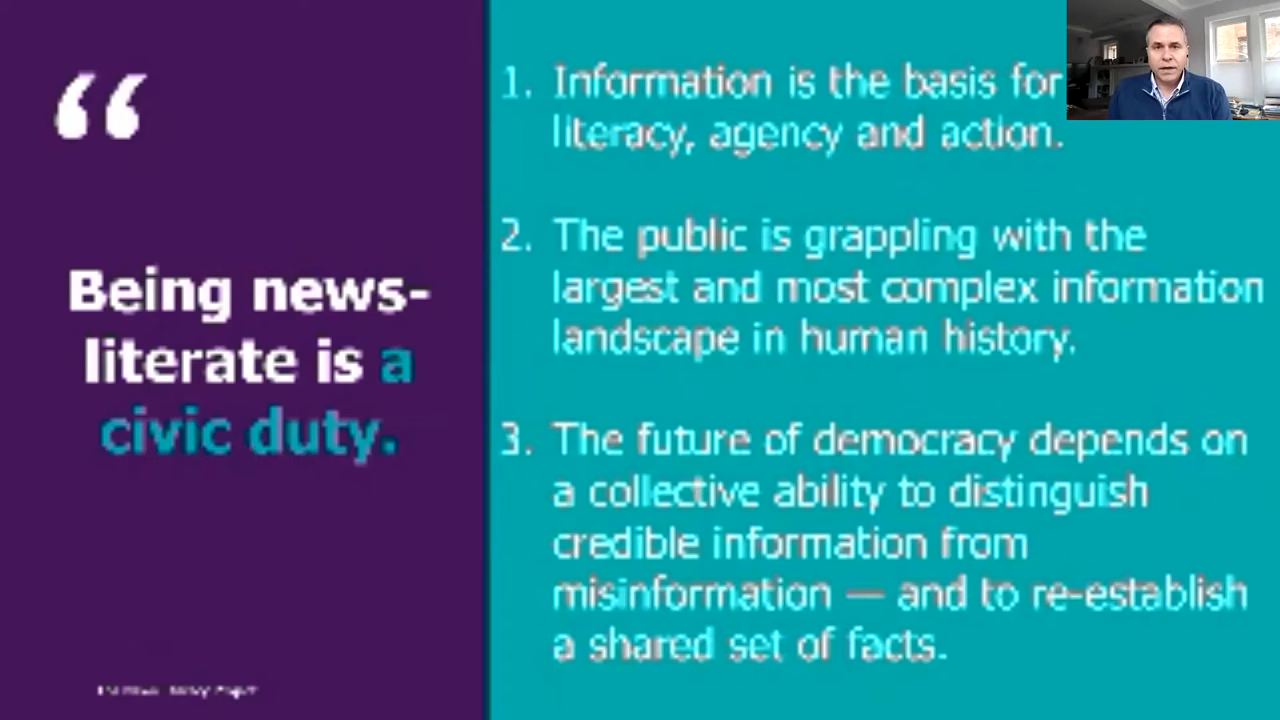 “
Being news-
literate is a
civic duty.
1. Information is the basis for
literacy, agency and action.
2. The public is grappling with the
largest and most complex information
landscape in human history.
3. The future of democracy depends on
a collective ability to distinguish
credible information from
misinformation — and to re-establish
a shared set of facts.